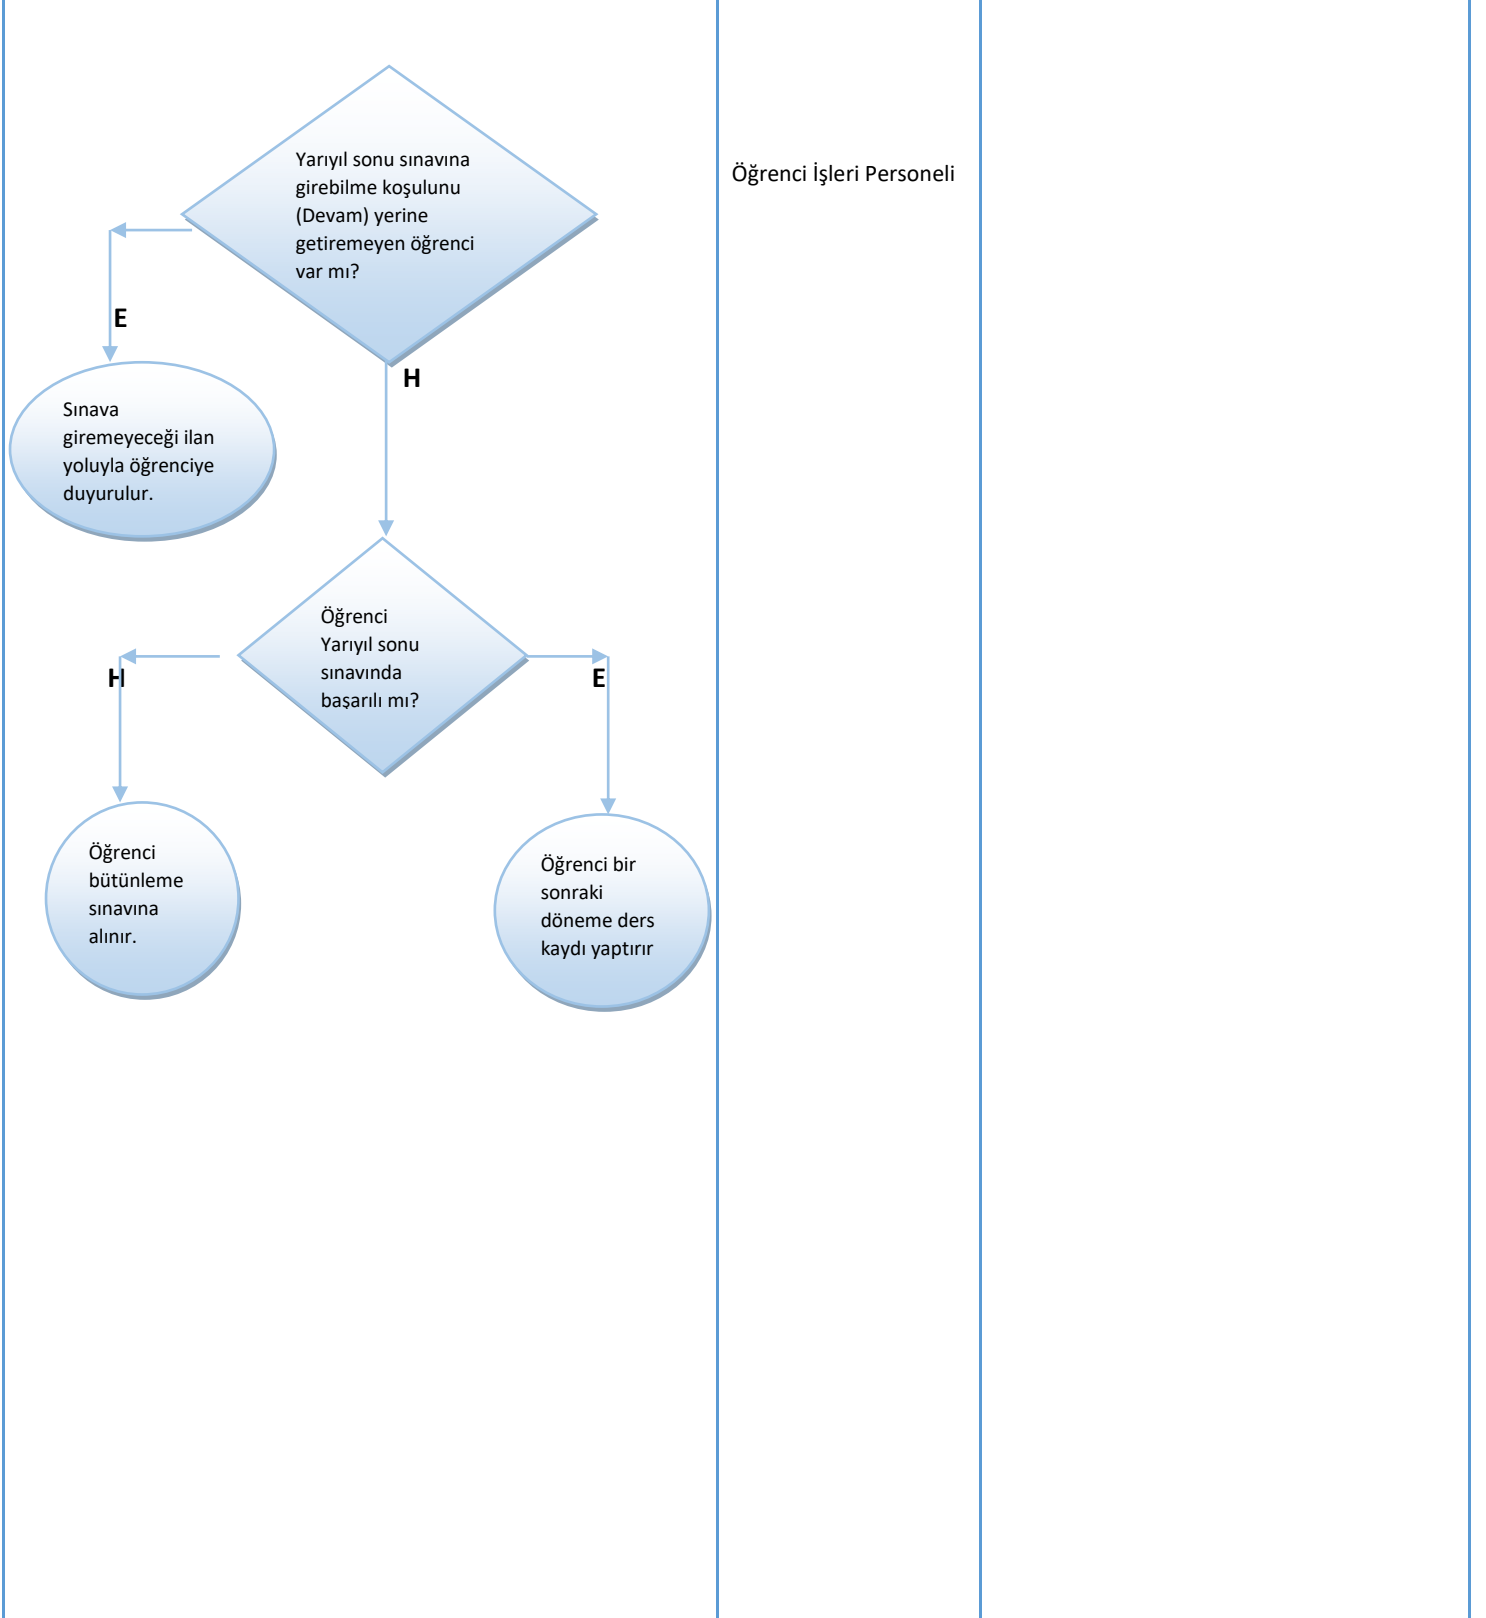 Yarıyıl sonu sınavına
girebilme koşulunu
(Devam) yerine
getiremeyen öğrenci
var mı?
Öğrenci İşleri Personeli
E
H
Sınava
giremeyeceği ilan
yoluyla öğrenciye
duyurulur.
Öğrenci
Yarıyıl sonu
sınavında
başarılı mı?
H
E
Öğrenci
bütünleme
sınavına
alınır.
Öğrenci bir
sonraki
döneme ders
kaydı yaptırır